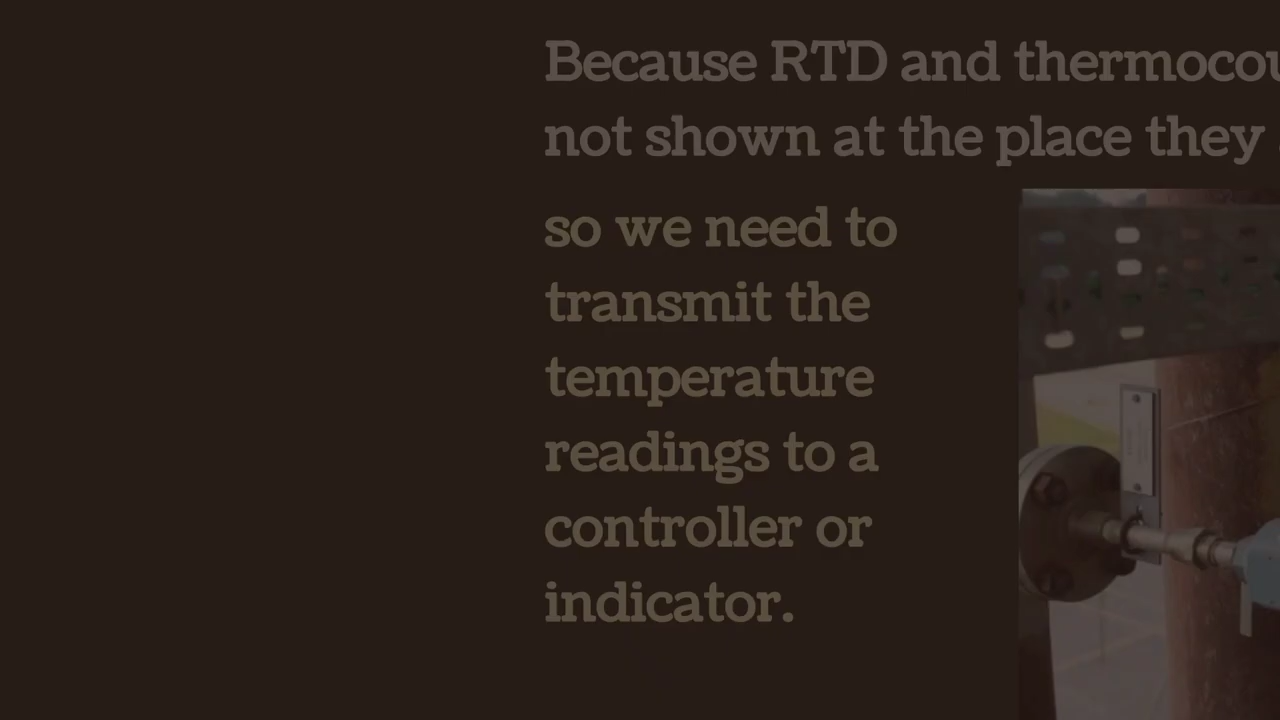 Because RTD and
not shown at the place they
so we need to
transmit the
temperature
readings to a
controller or
indicator.